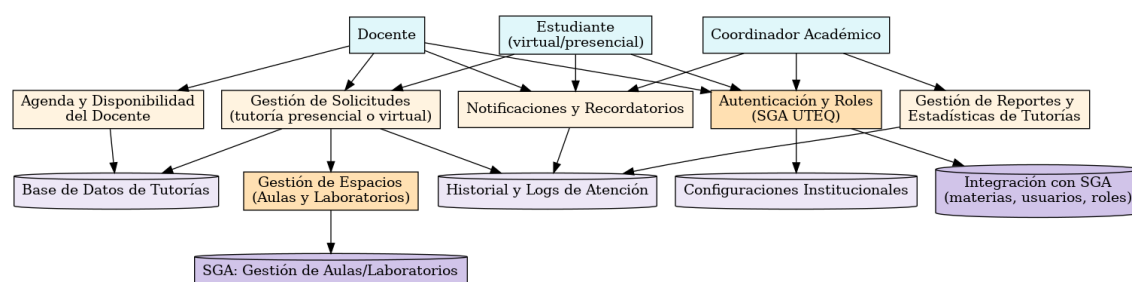 Docente
Estudiante
(virtual/presencial)
Coordinador Académico
Agenda y Disponibilidad
del Docente
Gestión de Solicitudes
(tutoría presencial o virtual)
Notificaciones y Recordatorios
Autenticación y Roles
(SGA UTEQ)
Gestión de Reportes y
Estadísticas de Tutorías
Base de Datos de Tutorías
Gestión de Espacios
(Aulas y Laboratorios)
Historial y Logs de Atención
Configuraciones Institucionales
Integración con SGA
(materias, usuarios, roles)
SGA: Gestión de Aulas/Laboratorios